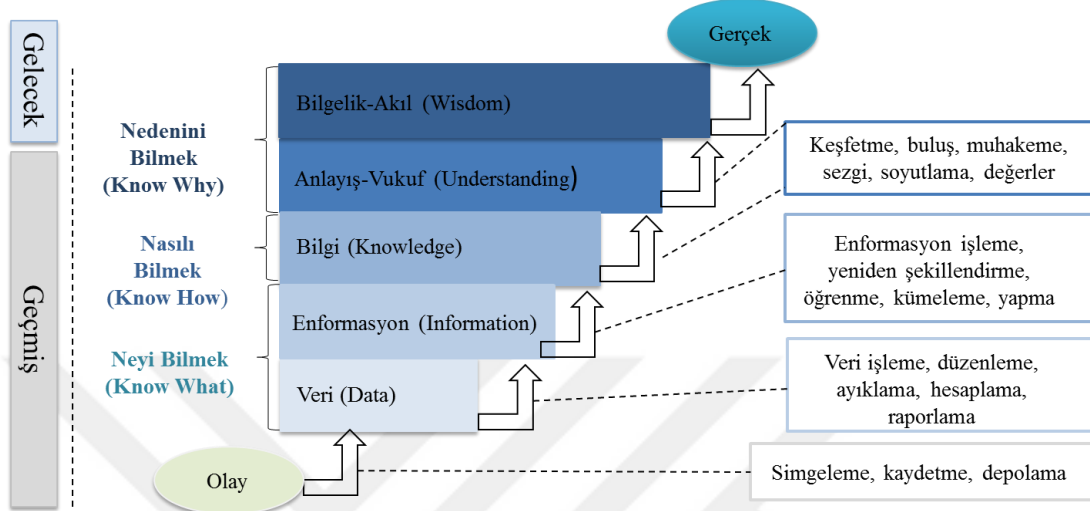 Gerçek
Gelecek
Geçmiş
Nedenini
Bilmek
(Know Why)
Nasılı
Bilmek
(Know How)
Neyi Bilmek
(Know What)
Bilgelik-Akıl (Wisdom)
Anlayış-Vukuf (Understanding)
Bilgi (Knowledge)
Enformasyon (Information)
Veri (Data)
Olay
Keşfetme, buluş, muhakeme,
sezgi, soyutlama, değerler
Enformasyon işleme,
yeniden şekillendirme,
öğrenme, kümeleme, yapma
Veri işleme, düzenleme,
ayıklama, hesaplama,
raporlama
Simgeleme, kaydetme, depolama